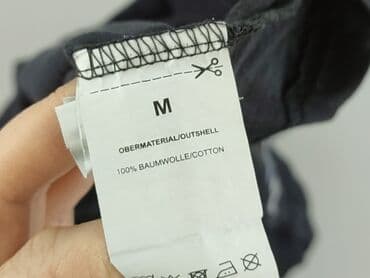 M
OBERMATERIAL/OUTSHELL
100% BAUMWOLLE/COTTON